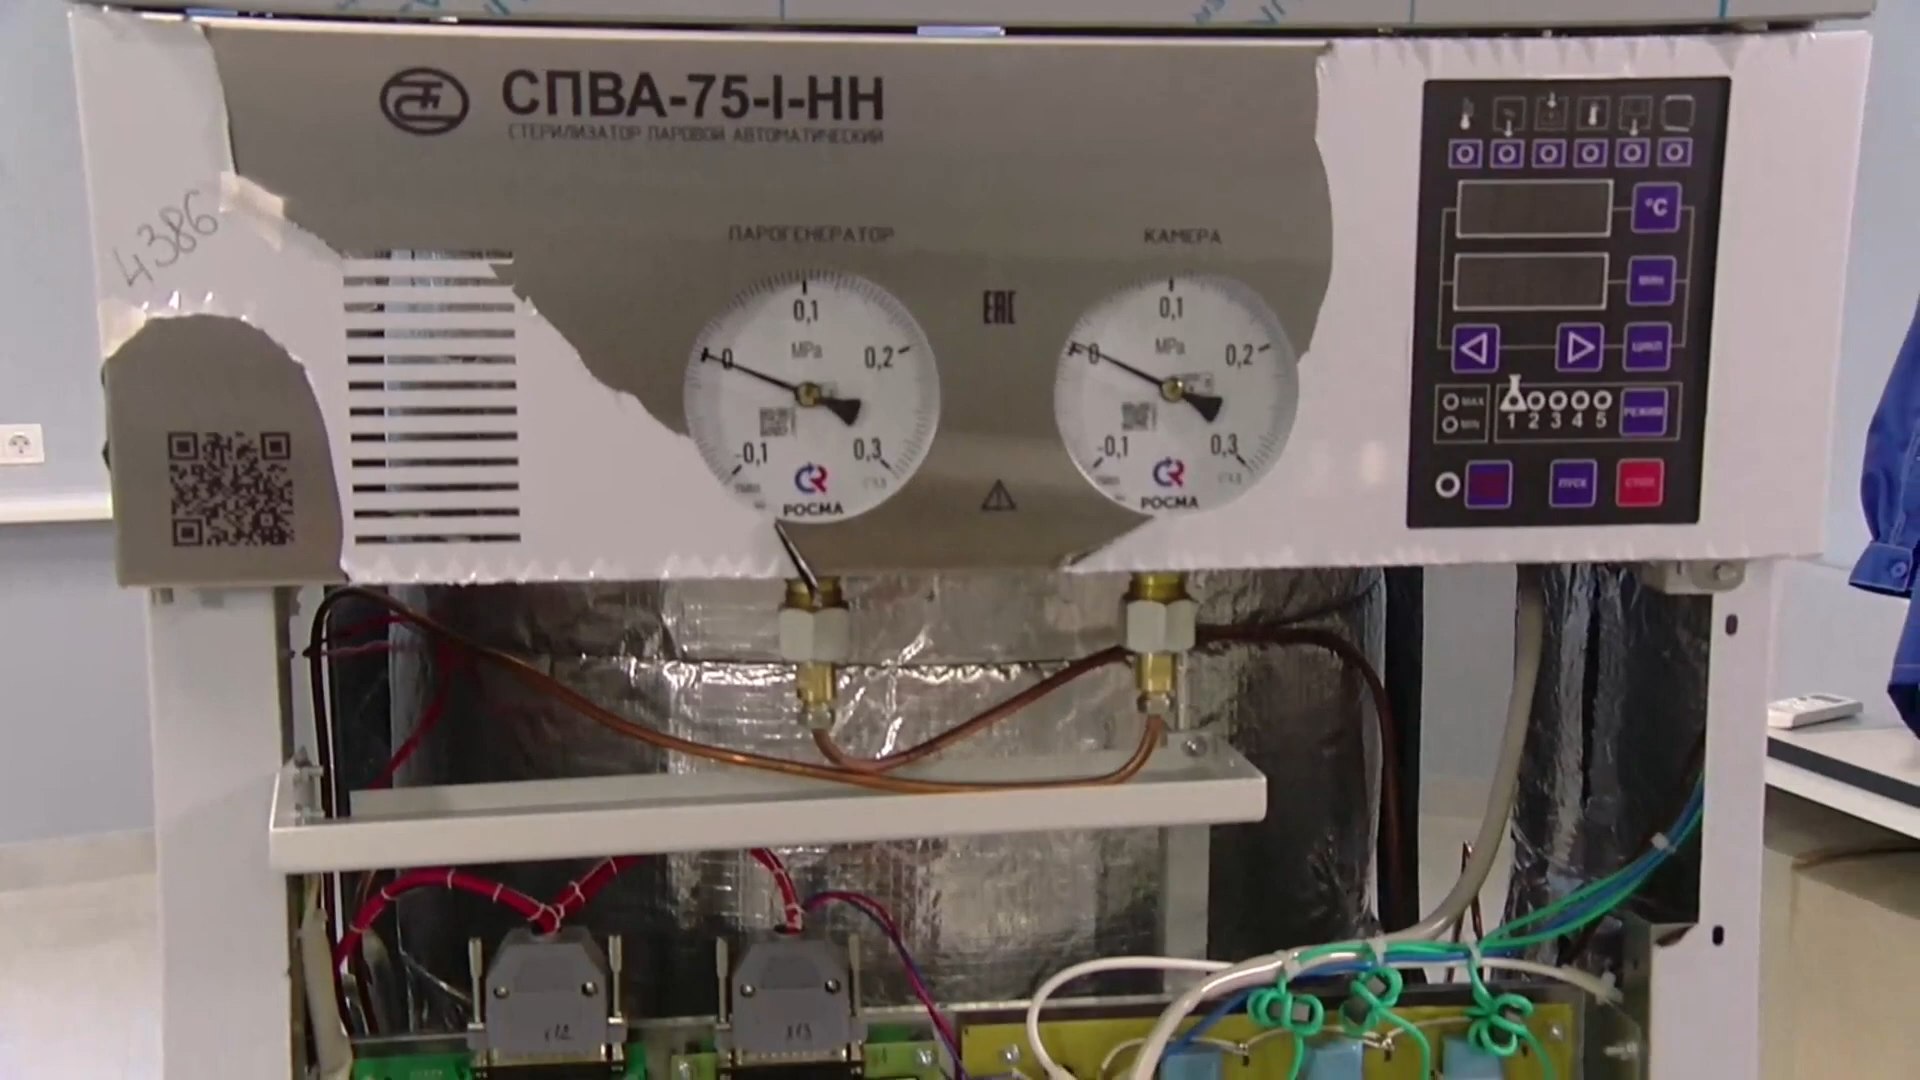 СПВА-75-I-НН
СТЕРИЛИЗАТОР ПАРОВОЙ АВТОМАТИЧЕСКИЙ
4386
ПАРОГЕНЕРАТОР
КАМЕРА
0,1
MPa
0
0,2
-0,1
0,3
РОСМА
ЕАС
0,1
MPa
0
0,2
-0,1
0,3
РОСМА
°C
МИН
ЦИКЛ
MAX
MIN
1 2 3 4 5
РЕЖИМ
ПУСК
СТОП